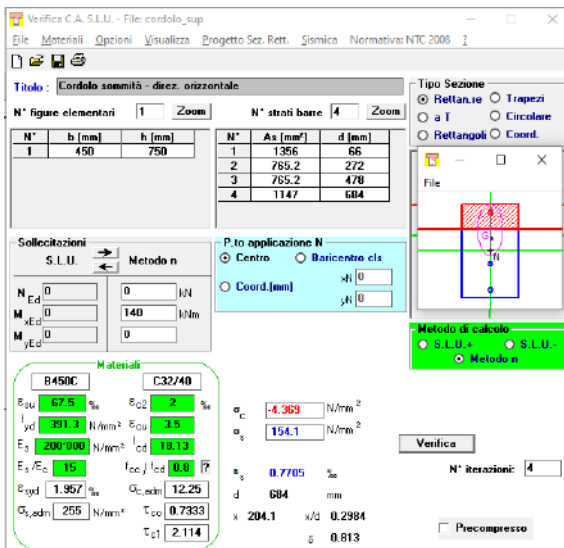 Verifica C.A. S.L.U. - File: cordolo_sup
File Materiali Opzioni Visualizza Progetto Sez. Rett. Sismica Normativa: NTC 2008 ?
Titolo : Cordolo sommità - direz. orizzontale
N° figure elementari 1 Zoom N° strati barre 4 Zoom
N° b [mm] h [mm]
1 450 750
N° As [mm²] d [mm]
1 1356 66
2 765.2 272
3 765.2 478
4 1147 684
Tipo Sezione
Rettan.re Trapezi
a T Circolare
Rettangoli Coord.
File
G
N
Sollecitazioni
S.L.U. Metodo n
N Ed 0 0 kN
M xEd 0 140 kNm
M yEd 0 0
P.to applicazione N
Centro Baricentro cls
Coord.[mm] xN 0
yN 0
Metodo di calcolo
S.L.U.+ S.L.U.-
Metodo n
Materiali
B450C C32/40
εsu 67.5 ‰ εc2 2 ‰
fyd 391.3 N/mm² εcu 3.5
Es 200'000 N/mm² fcd 18.13
Es/Ec 15 fcc/fcd 0.8 ?
εsyd 1.957 ‰ σc,adm 12.25
σs,adm 255 N/mm² τco 0.7333
τc1 2.114
σc -4.369 N/mm²
σs 154.1 N/mm²
εs 0.7705 ‰
d 684 mm
x 204.1 x/d 0.2984
δ 0.813
Verifica
N° iterazioni: 4
Precompresso